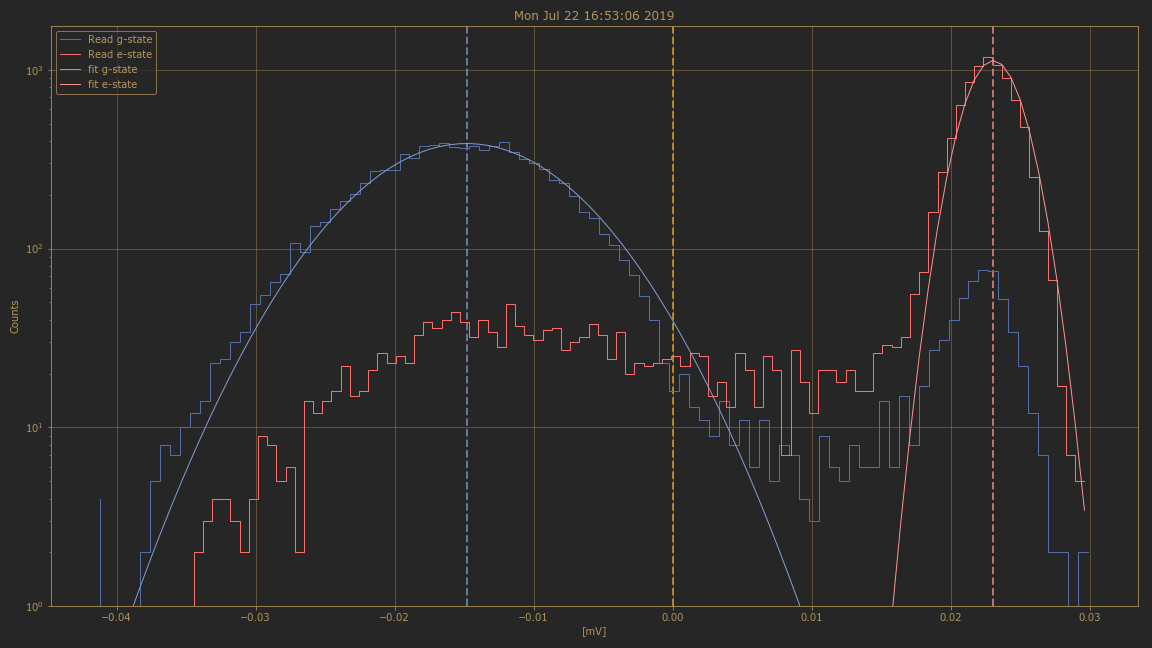 Mon Jul 22 16:53:06 2019
Read g-state
Read e-state
fit g-state
fit e-state
10³
10²
10¹
10⁰
Counts
−0.04 −0.03 −0.02 −0.01 0.00 0.01 0.02 0.03
[mV]